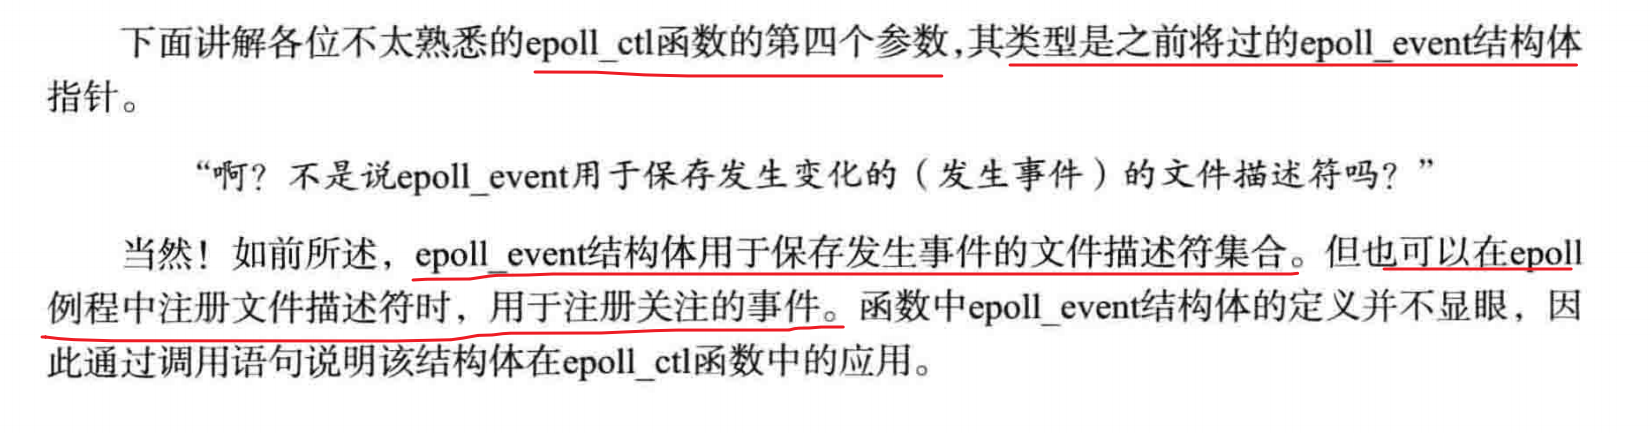 下面讲解各位不太熟悉的epoll_ctl函数的第四个参数,其类型是之前将过的epoll_event结构体
指针。
“啊？不是说epoll_event用于保存发生变化的（发生事件）的文件描述符吗？”
当然！如前所述，epoll_event结构体用于保存发生事件的文件描述符集合。但也可以在epoll
例程中注册文件描述符时，用于注册关注的事件。函数中epoll_event结构体的定义并不显眼，因
此通过调用语句说明该结构体在epoll_ctl函数中的应用。